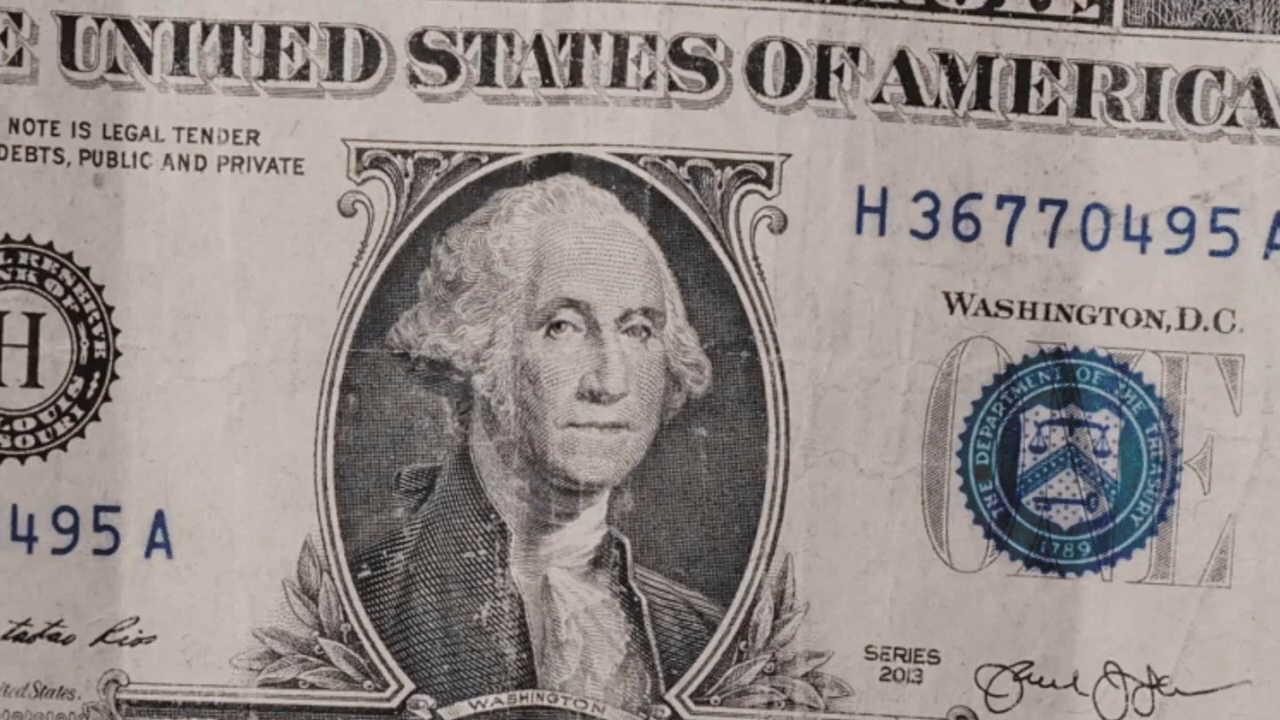 E UNITED STATES OF AMERICA
NOTE IS LEGAL TENDER
DEBTS, PUBLIC AND PRIVATE
H 36770495 A
WASHINGTON, D.C.
ONE
THE DEPARTMENT OF THE TREASURY
1789
H
495 A
SERIES
2013
WASHINGTON